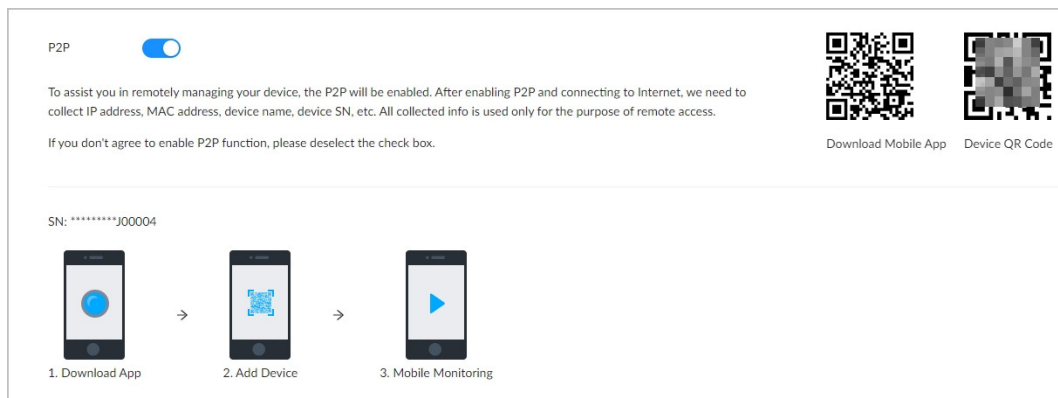 P2P
To assist you in remotely managing your device, the P2P will be enabled. After enabling P2P and connecting to Internet, we need to
collect IP address, MAC address, device name, device SN, etc. All collected info is used only for the purpose of remote access.
If you don't agree to enable P2P function, please deselect the check box.
Download Mobile App
Device QR Code
SN: *********J00004
1. Download App
2. Add Device
3. Mobile Monitoring